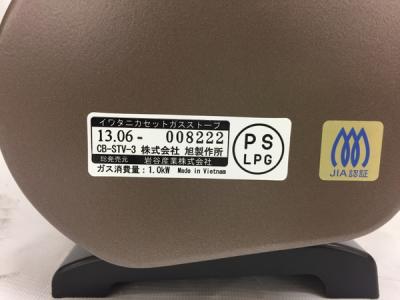 イワタニカセットガスストーブ
13.06- 008222
CB-STV-3 株式会社 旭製作所
総発売元 岩谷産業株式会社
ガス消費量:1.0kW Made in Vietnam
PS
LPG
JIA認証